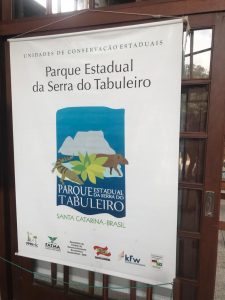 UNIDADES DE CONSERVAÇÃO ESTADUAIS
Parque Estadual
da Serra do Tabuleiro
PARQUE ESTADUAL
DA SERRA DO
TABULEIRO
SANTA CATARINA-BRASIL
FATMA
kfw